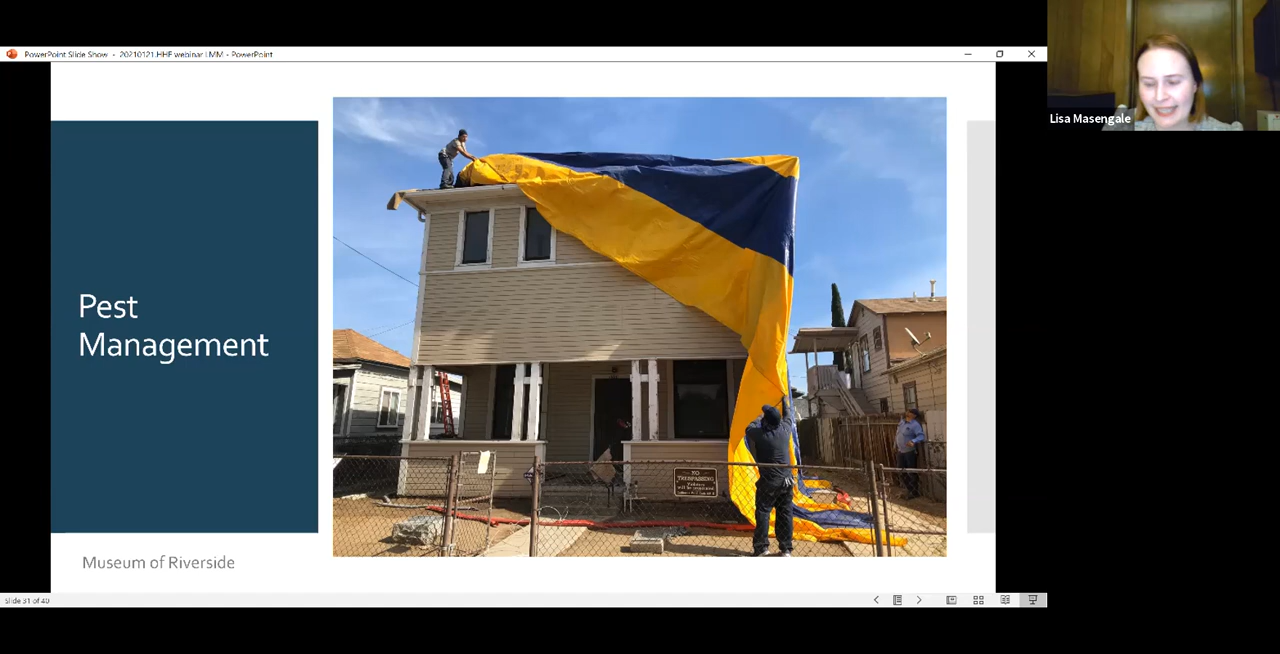 PowerPoint Slide Show - 20210121.HHF webinar LMM - PowerPoint
Lisa Masengale
Pest
Management
NO
TRESPASSING
Museum of Riverside
Slide 31 of 40